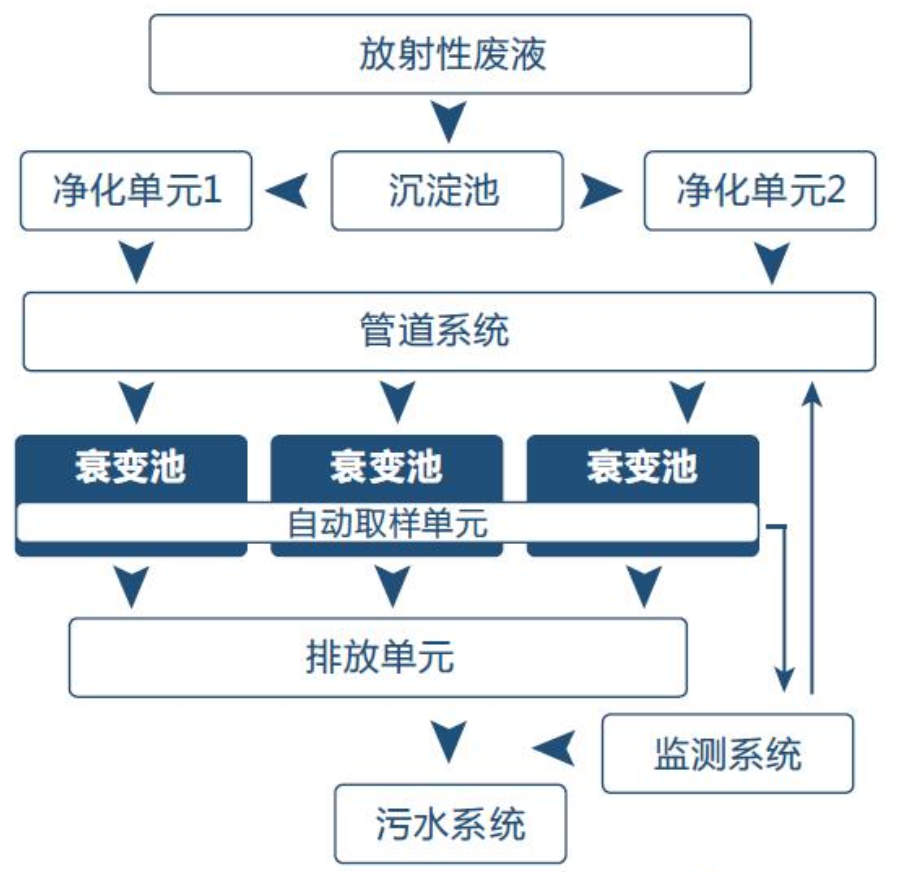 放射性废液
净化单元1
沉淀池
净化单元2
管道系统
衰变池
衰变池
衰变池
自动取样单元
排放单元
监测系统
污水系统